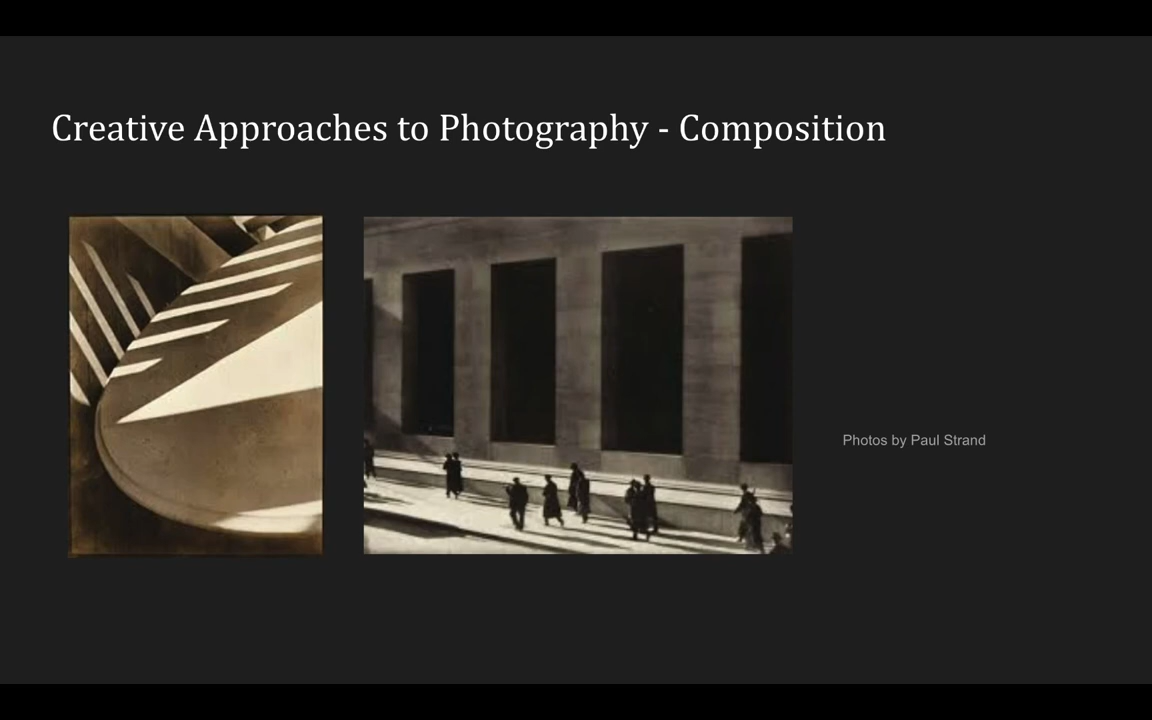 Creative Approaches to Photography - Composition
Photos by Paul Strand